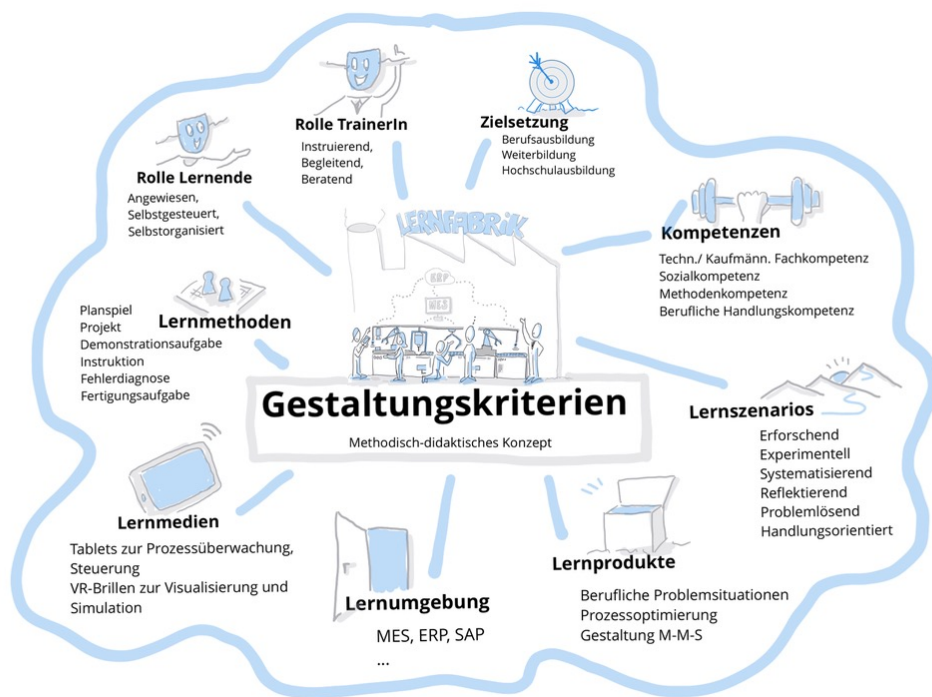 Rolle TrainerIn
Instruierend,
Begleitend,
Beratend
Zielsetzung
Berufsausbildung
Weiterbildung
Hochschulausbildung
Rolle Lernende
Angewiesen,
Selbstgesteuert,
Selbstorganisiert
LERNFABRIK
ERP
MES
Kompetenzen
Techn./ Kaufmänn. Fachkompetenz
Sozialkompetenz
Methodenkompetenz
Berufliche Handlungskompetenz
Lernmethoden
Planspiel
Projekt
Demonstrationsaufgabe
Instruktion
Fehlerdiagnose
Fertigungsaufgabe
Gestaltungskriterien
Methodisch-didaktisches Konzept
Lernszenarios
Erforschend
Experimentell
Systematisierend
Reflektierend
Problemlösend
Handlungsorientiert
Lernmedien
Tablets zur Prozessüberwachung,
Steuerung
VR-Brillen zur Visualisierung und
Simulation
Lernumgebung
MES, ERP, SAP
...
Lernprodukte
Berufliche Problemsituationen
Prozessoptimierung
Gestaltung M-M-S